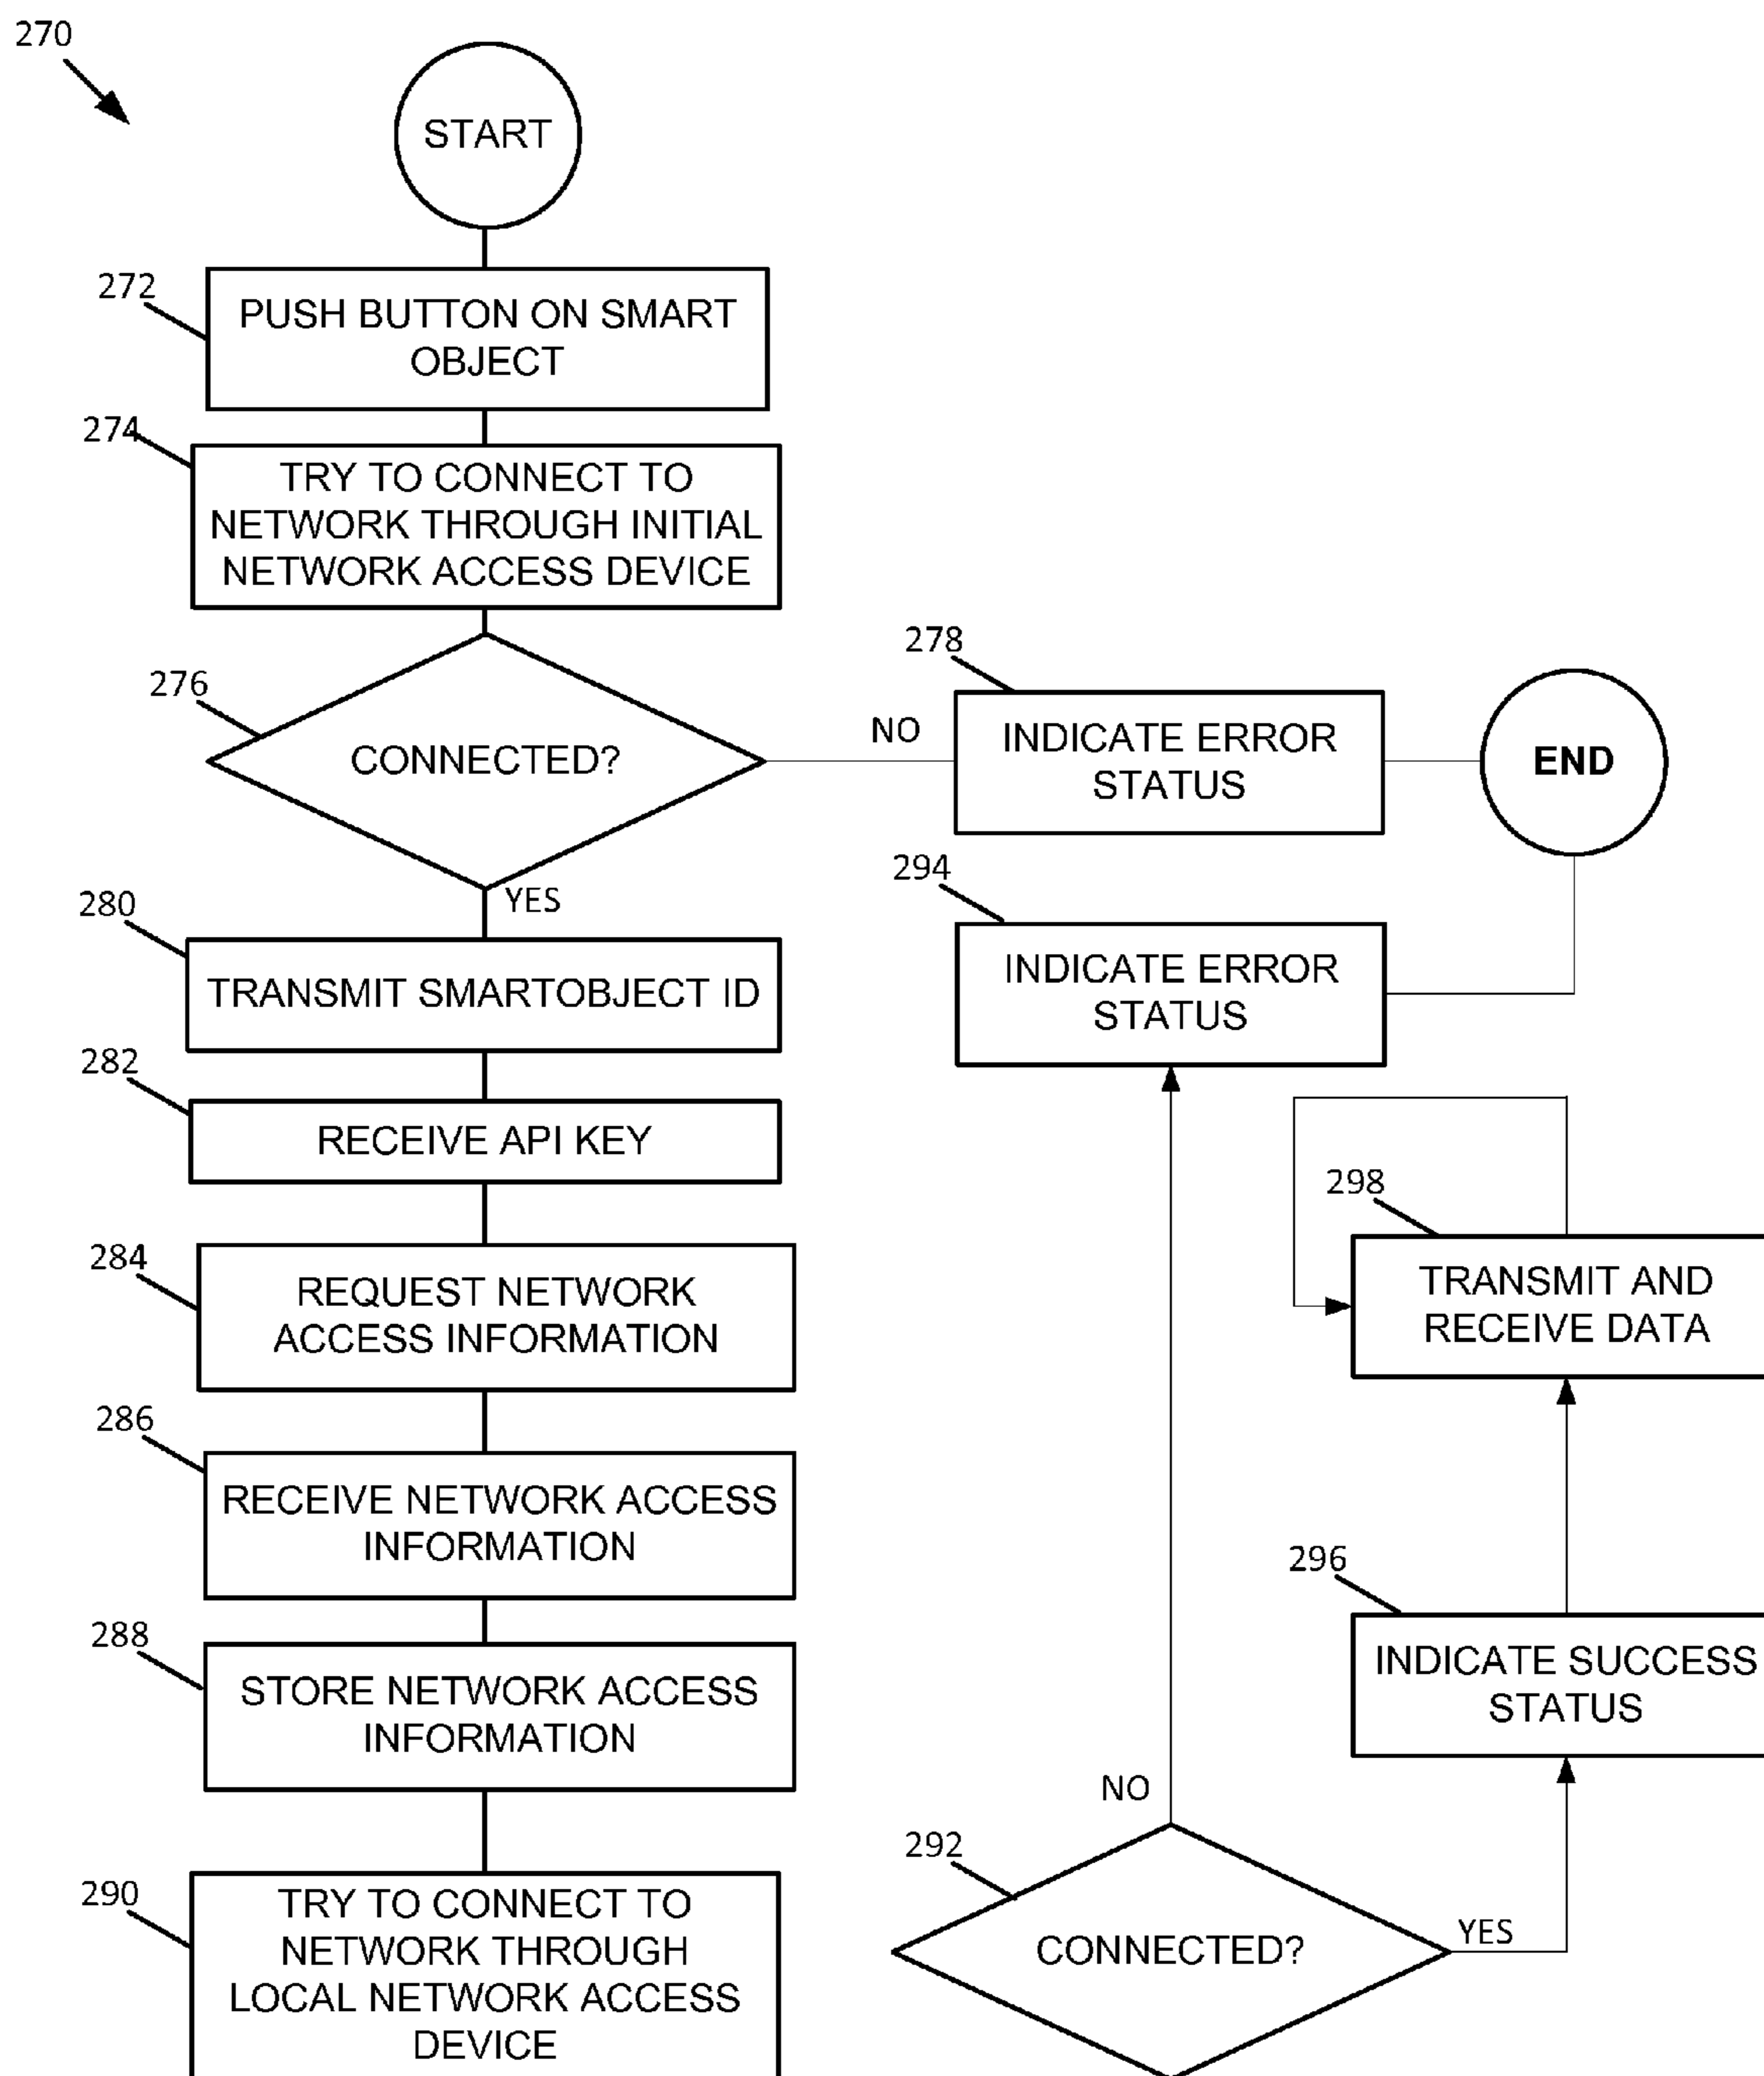 270
START
272
PUSH BUTTON ON SMART
OBJECT
274
TRY TO CONNECT TO
NETWORK THROUGH INITIAL
NETWORK ACCESS DEVICE
276
CONNECTED?
NO
278
INDICATE ERROR
STATUS
END
YES
280
TRANSMIT SMARTOBJECT ID
282
RECEIVE API KEY
284
REQUEST NETWORK
ACCESS INFORMATION
286
RECEIVE NETWORK ACCESS
INFORMATION
288
STORE NETWORK ACCESS
INFORMATION
290
TRY TO CONNECT TO
NETWORK THROUGH
LOCAL NETWORK ACCESS
DEVICE
292
CONNECTED?
NO
294
INDICATE ERROR
STATUS
YES
296
INDICATE SUCCESS
STATUS
298
TRANSMIT AND
RECEIVE DATA